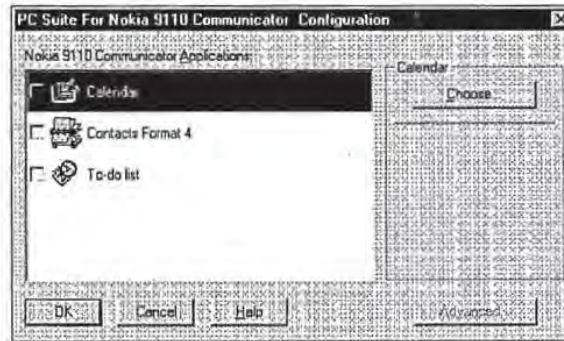 PC Suite For Nokia 9110 Communicator Configuration
Nokia 9110 Communicator Applications:
Calendar
Choose...
Calendar
Contacts Format 4
To-do list
OK
Cancel
Help
Advanced...